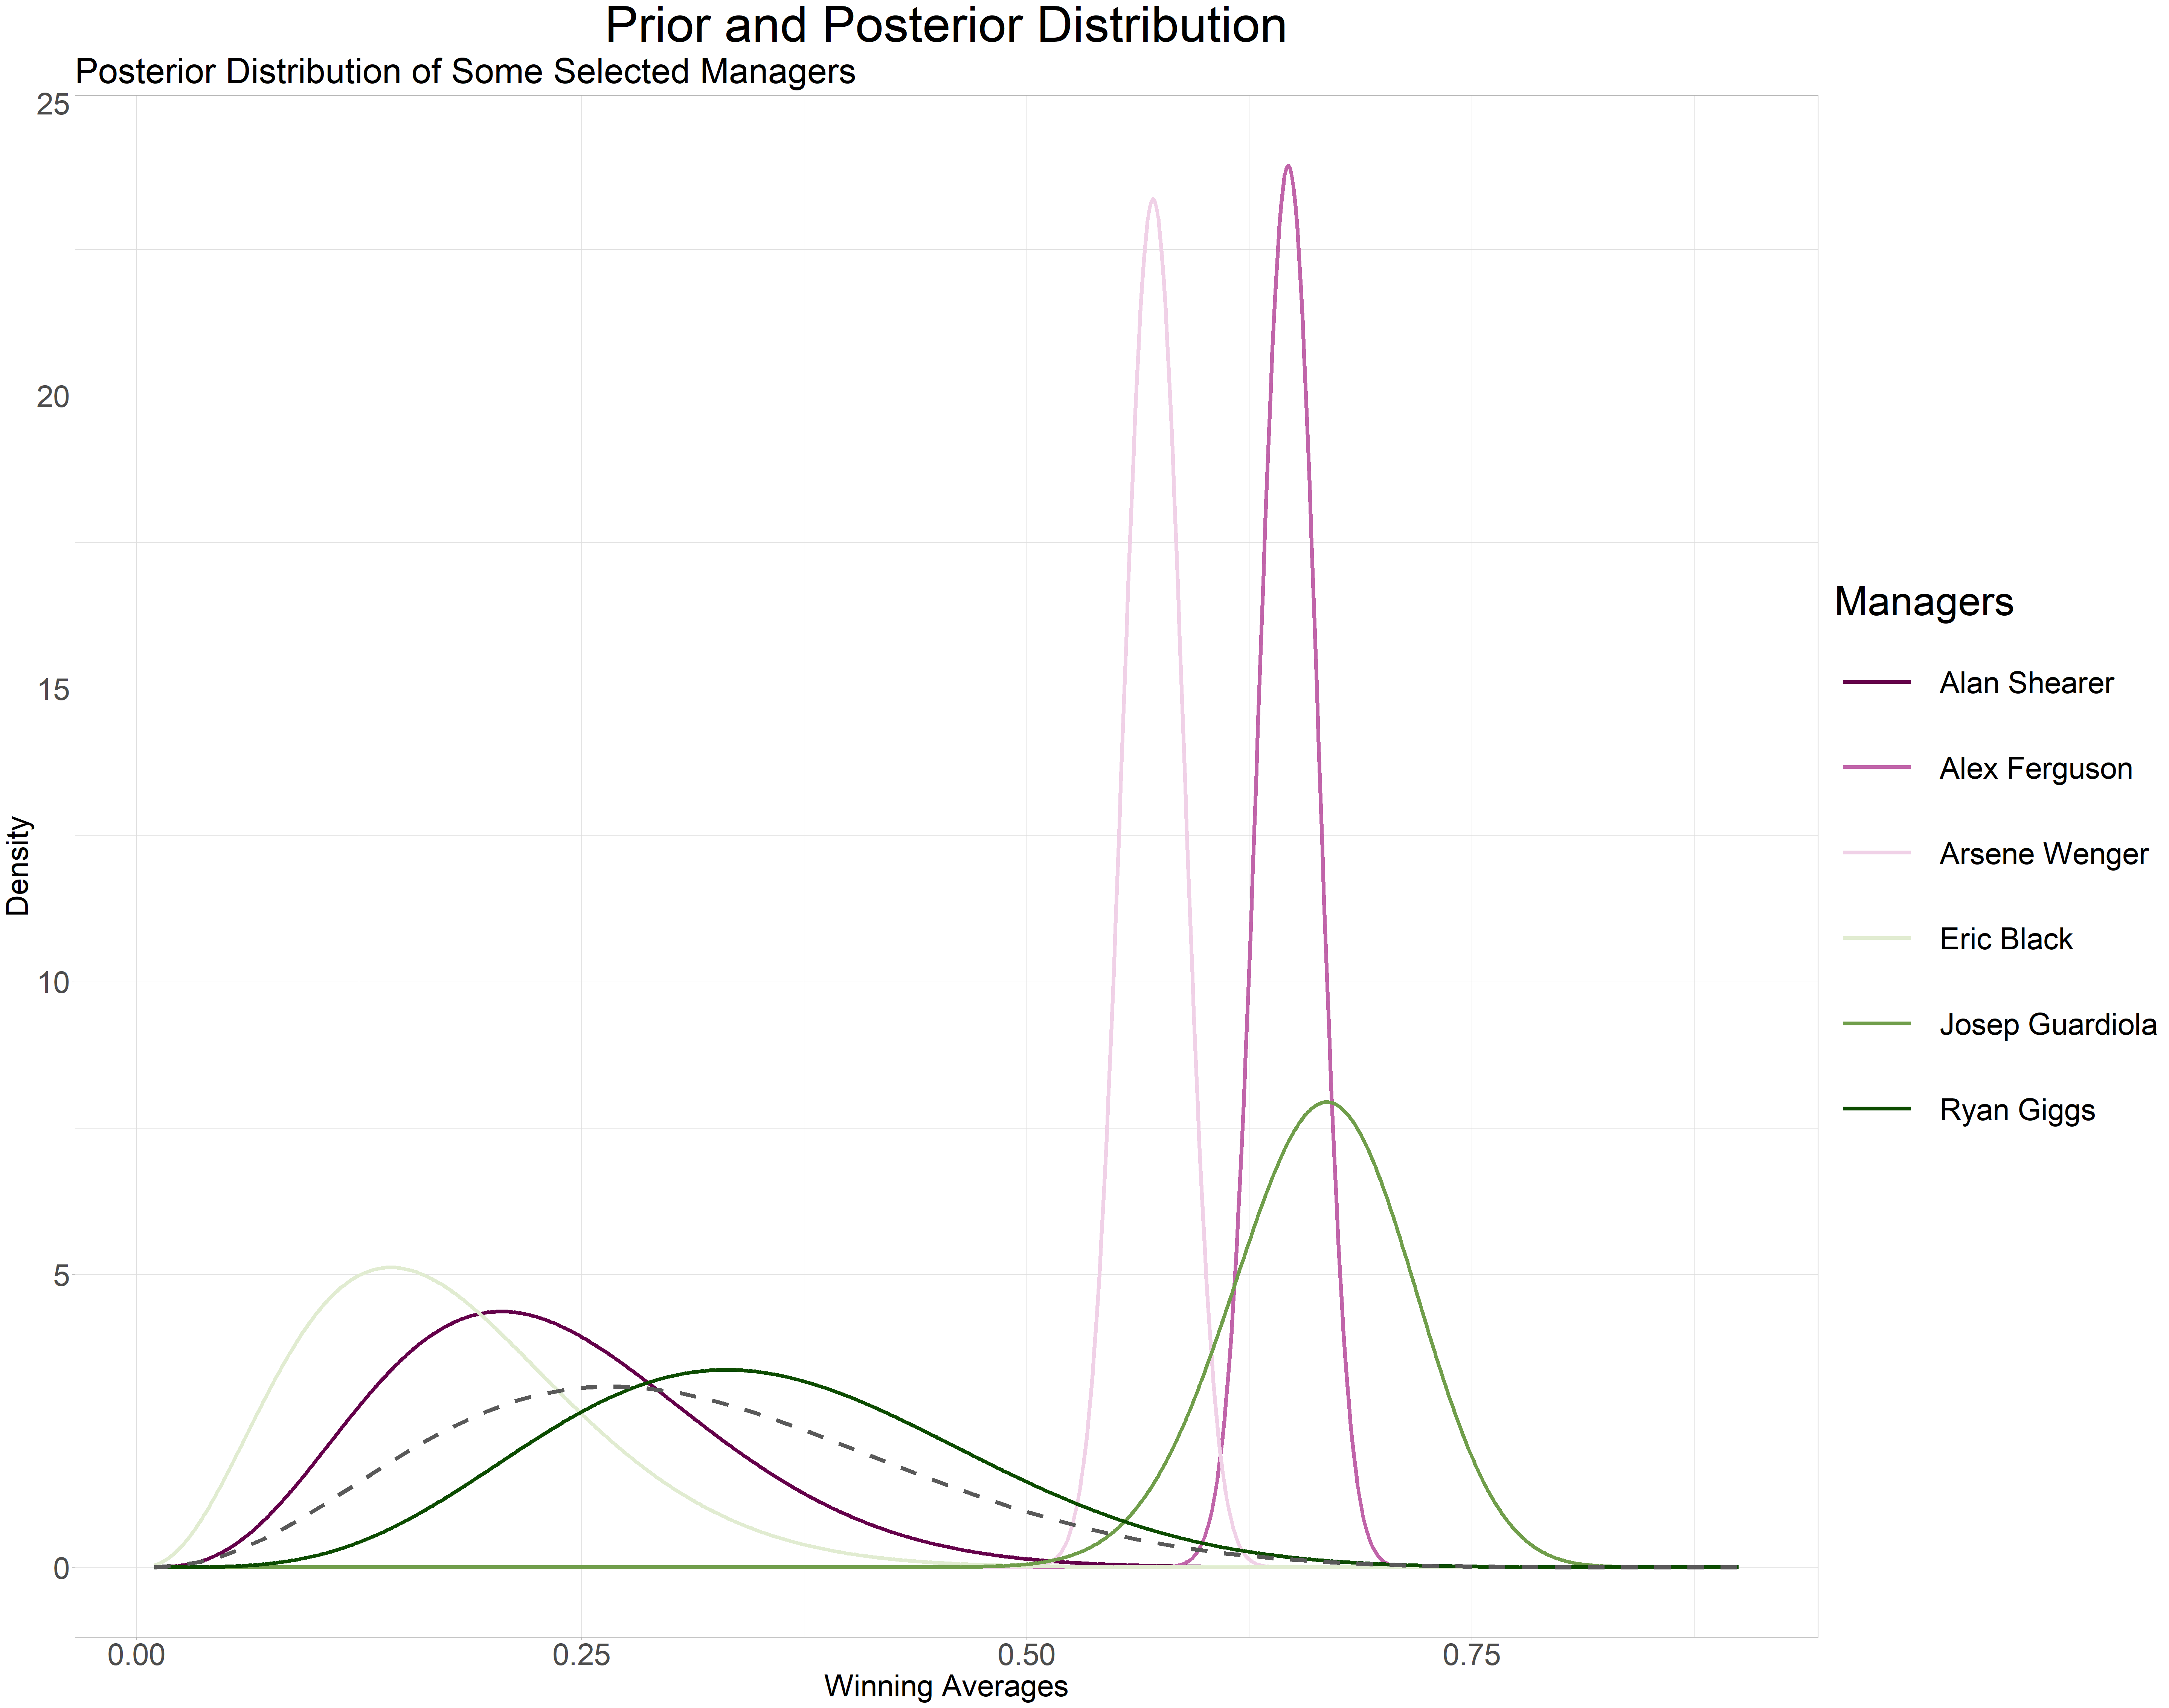 Prior and Posterior Distribution
Posterior Distribution of Some Selected Managers
25
20
15
10
5
0
Density
0.00
0.25
0.50
0.75
Winning Averages
Managers
Alan Shearer
Alex Ferguson
Arsene Wenger
Eric Black
Josep Guardiola
Ryan Giggs